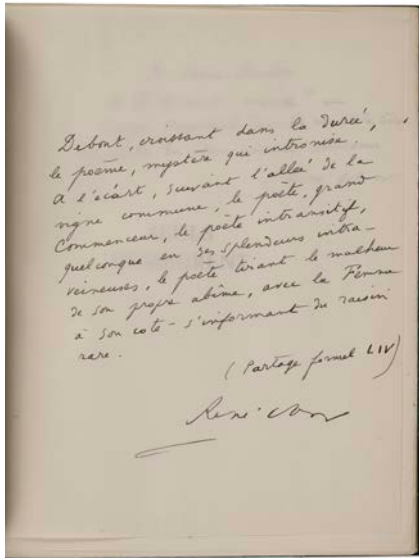 Debout, croissant dans la durée,
le poème, mystère qui intronise.
A l'écart, suivant l'allée de la
vigne commune, le poète, grand
Commenceur, le poète intransitif,
quelconque en ses splendeurs intra-
veineuses, le poète tirant le malheur
de son propre abîme, avec la Femme
à son côté - s'informant du raisin
rare.
(Partage formel LIV)
René Char